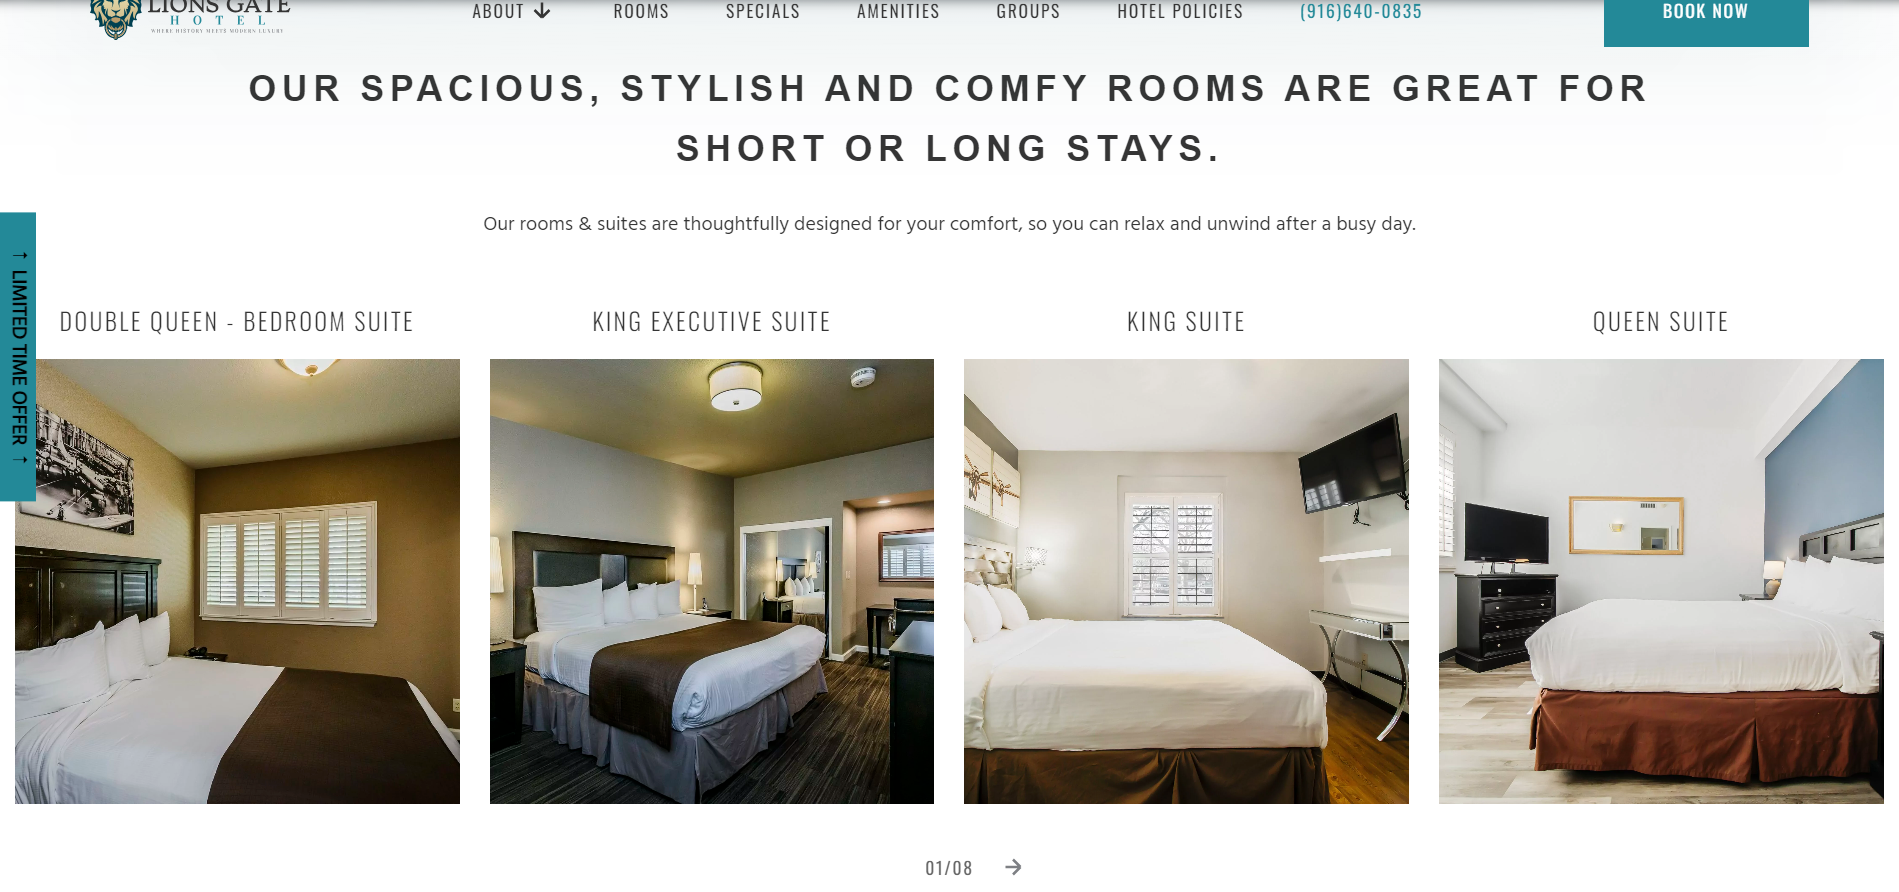 LIONS GATE
HOTEL
WHERE HISTORY MEETS MODERN LUXURY
ABOUT
ROOMS
SPECIALS
AMENITIES
GROUPS
HOTEL POLICIES
(916)640-0835
BOOK NOW
OUR SPACIOUS, STYLISH AND COMFY ROOMS ARE GREAT FOR
SHORT OR LONG STAYS.
Our rooms & suites are thoughtfully designed for your comfort, so you can relax and unwind after a busy day.
↑ LIMITED TIME OFFER ↑
DOUBLE QUEEN - BEDROOM SUITE
KING EXECUTIVE SUITE
KING SUITE
QUEEN SUITE
01/08